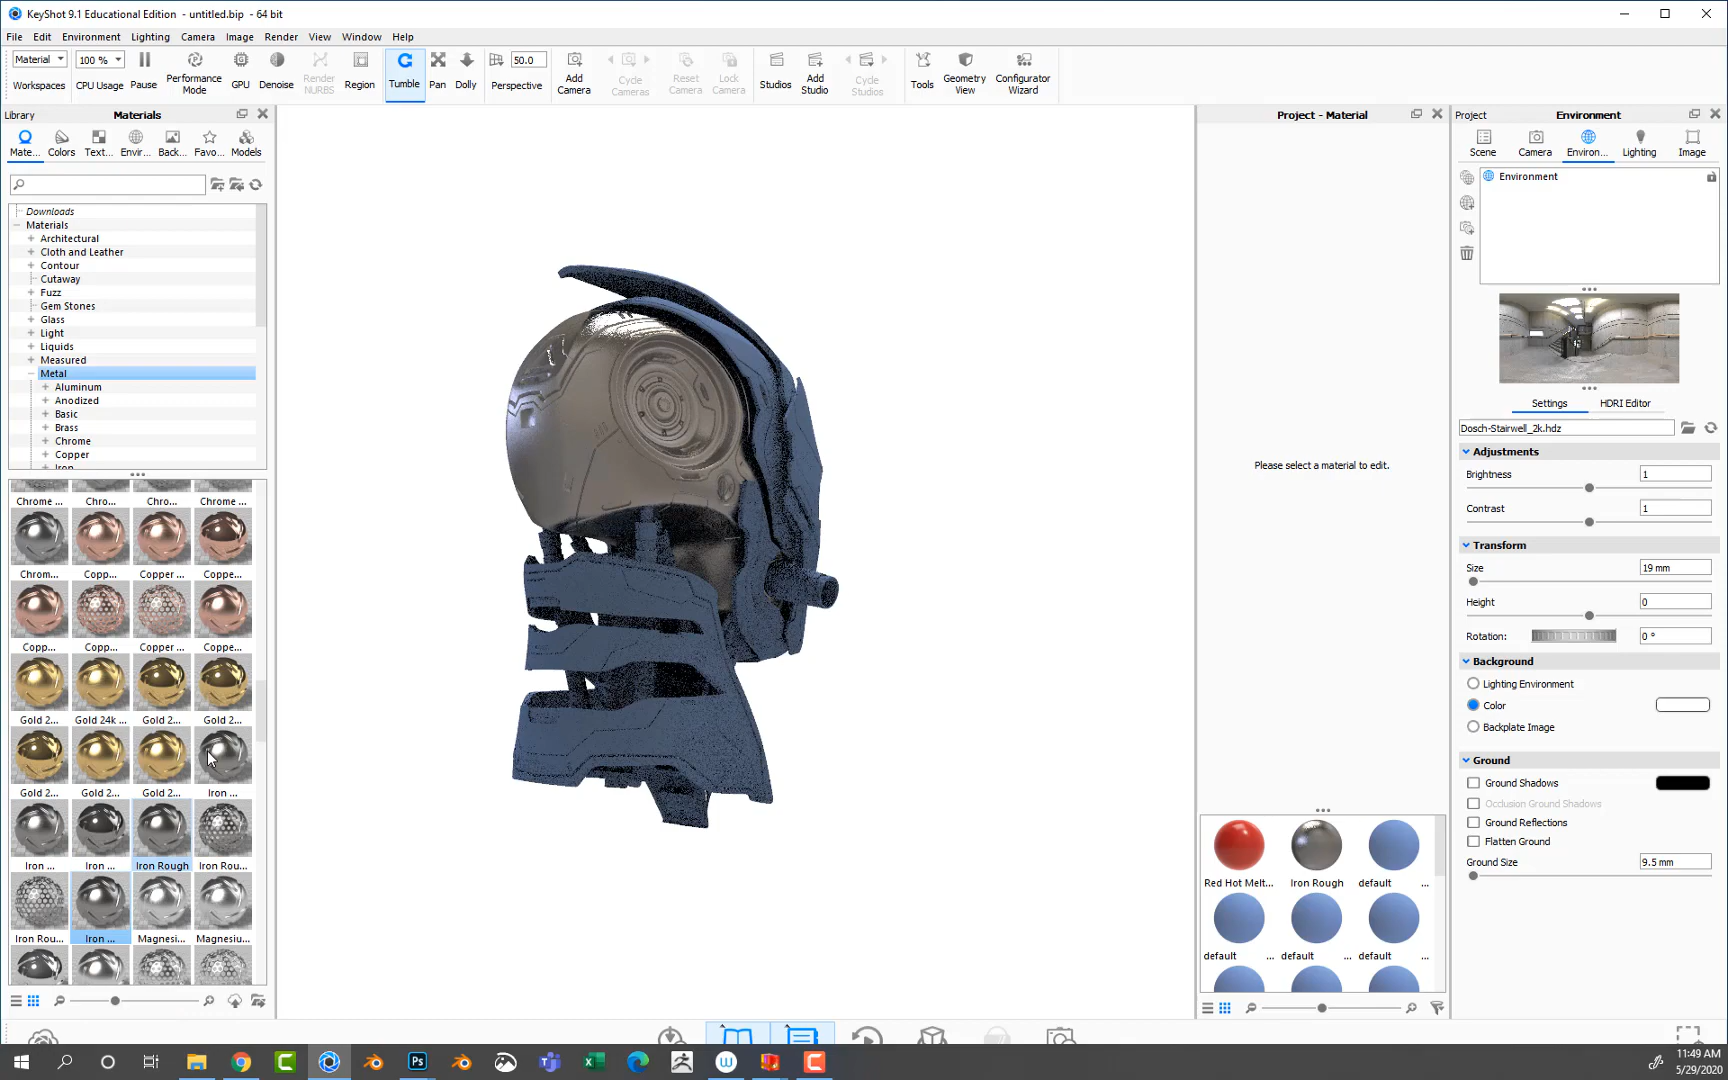 KeyShot 9.1 Educational Edition - untitled.bip - 64 bit
File Edit Environment Lighting Camera Image Render View Window Help
Material 100 % 50.0
Workspaces CPU Usage Pause Performance Mode GPU Denoise Render NURBS Region Tumble Pan Dolly Perspective Add Camera Cycle Cameras Reset Camera Lock Camera Studios Add Studio Cycle Studios Tools Geometry View Configurator Wizard
Library Materials
Mate... Colors Text... Envir... Back... Favo... Models
Downloads
Materials
Architectural
Cloth and Leather
Contour
Cutaway
Fuzz
Gem Stones
Glass
Light
Liquids
Measured
Metal
Aluminum
Anodized
Basic
Brass
Chrome
Copper
Iron
Chrome ... Chro... Chro... Chrome ...
Chrom... Copp... Copper ... Coppe...
Copp... Copp... Copper ... Coppe...
Gold 2... Gold 24k ... Gold 2... Gold 2...
Gold 2... Gold 2... Gold 2... Iron ...
Iron ... Iron ... Iron Rough Iron Rou...
Iron Rou... Iron ... Magnesi... Magnesiu...
Project - Material
Please select a material to edit.
Red Hot Melt... Iron Rough default ...
default ... default ... default ...
Project Environment
Scene Camera Environ... Lighting Image
Environment
Settings HDRI Editor
Dosch-Stairwell_2k.hdz
Adjustments
Brightness 1
Contrast 1
Transform
Size 19 mm
Height 0
Rotation: 0 °
Background
Lighting Environment
Color
Backplate Image
Ground
Ground Shadows
Occlusion Ground Shadows
Ground Reflections
Flatten Ground
Ground Size 9.5 mm
11:49 AM
5/29/2020